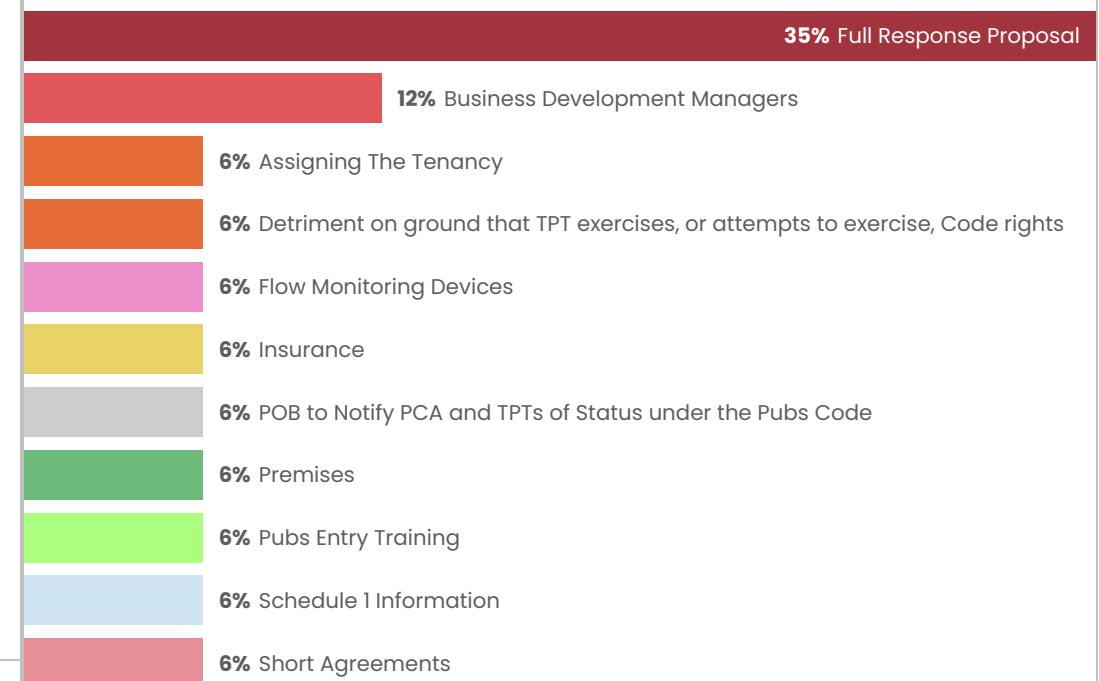 35% Full Response Proposal
12% Business Development Managers
6% Assigning The Tenancy
6% Detriment on ground that TPT exercises, or attempts to exercise, Code rights
6% Flow Monitoring Devices
6% Insurance
6% POB to Notify PCA and TPTs of Status under the Pubs Code
6% Premises
6% Pubs Entry Training
6% Schedule 1 Information
6% Short Agreements